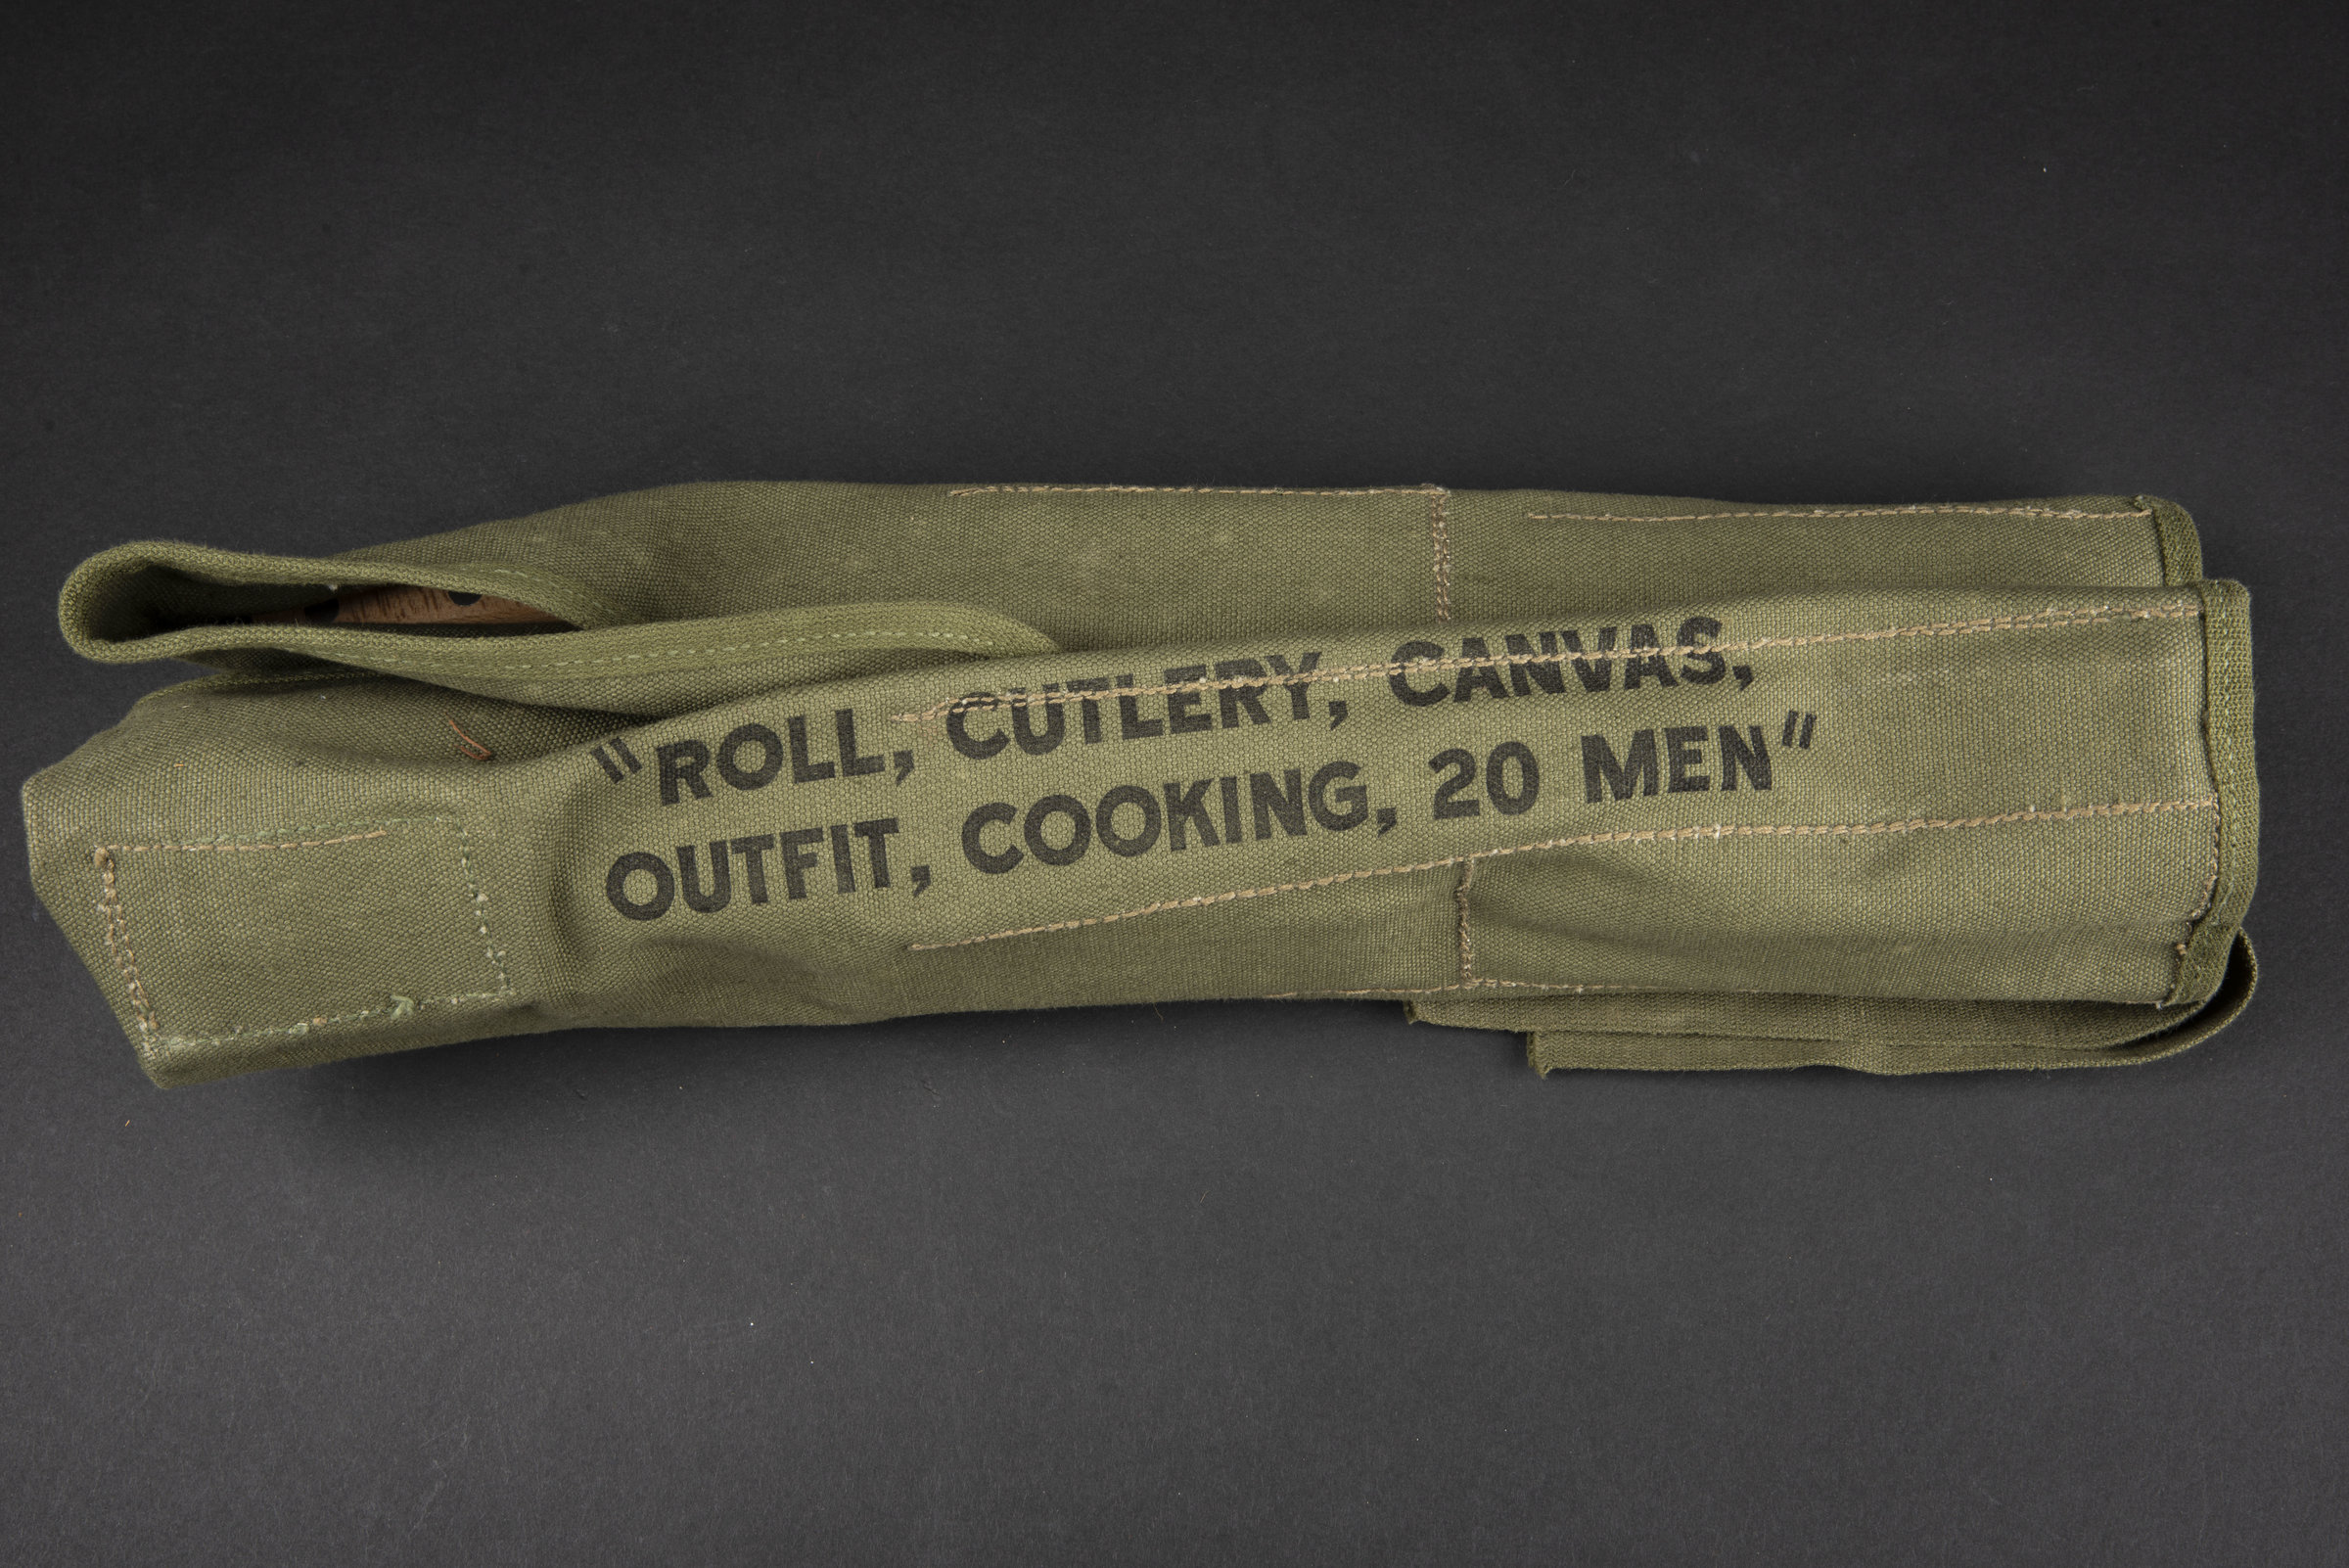 "ROLL, CUTLERY, CANVAS,
OUTFIT, COOKING, 20 MEN"